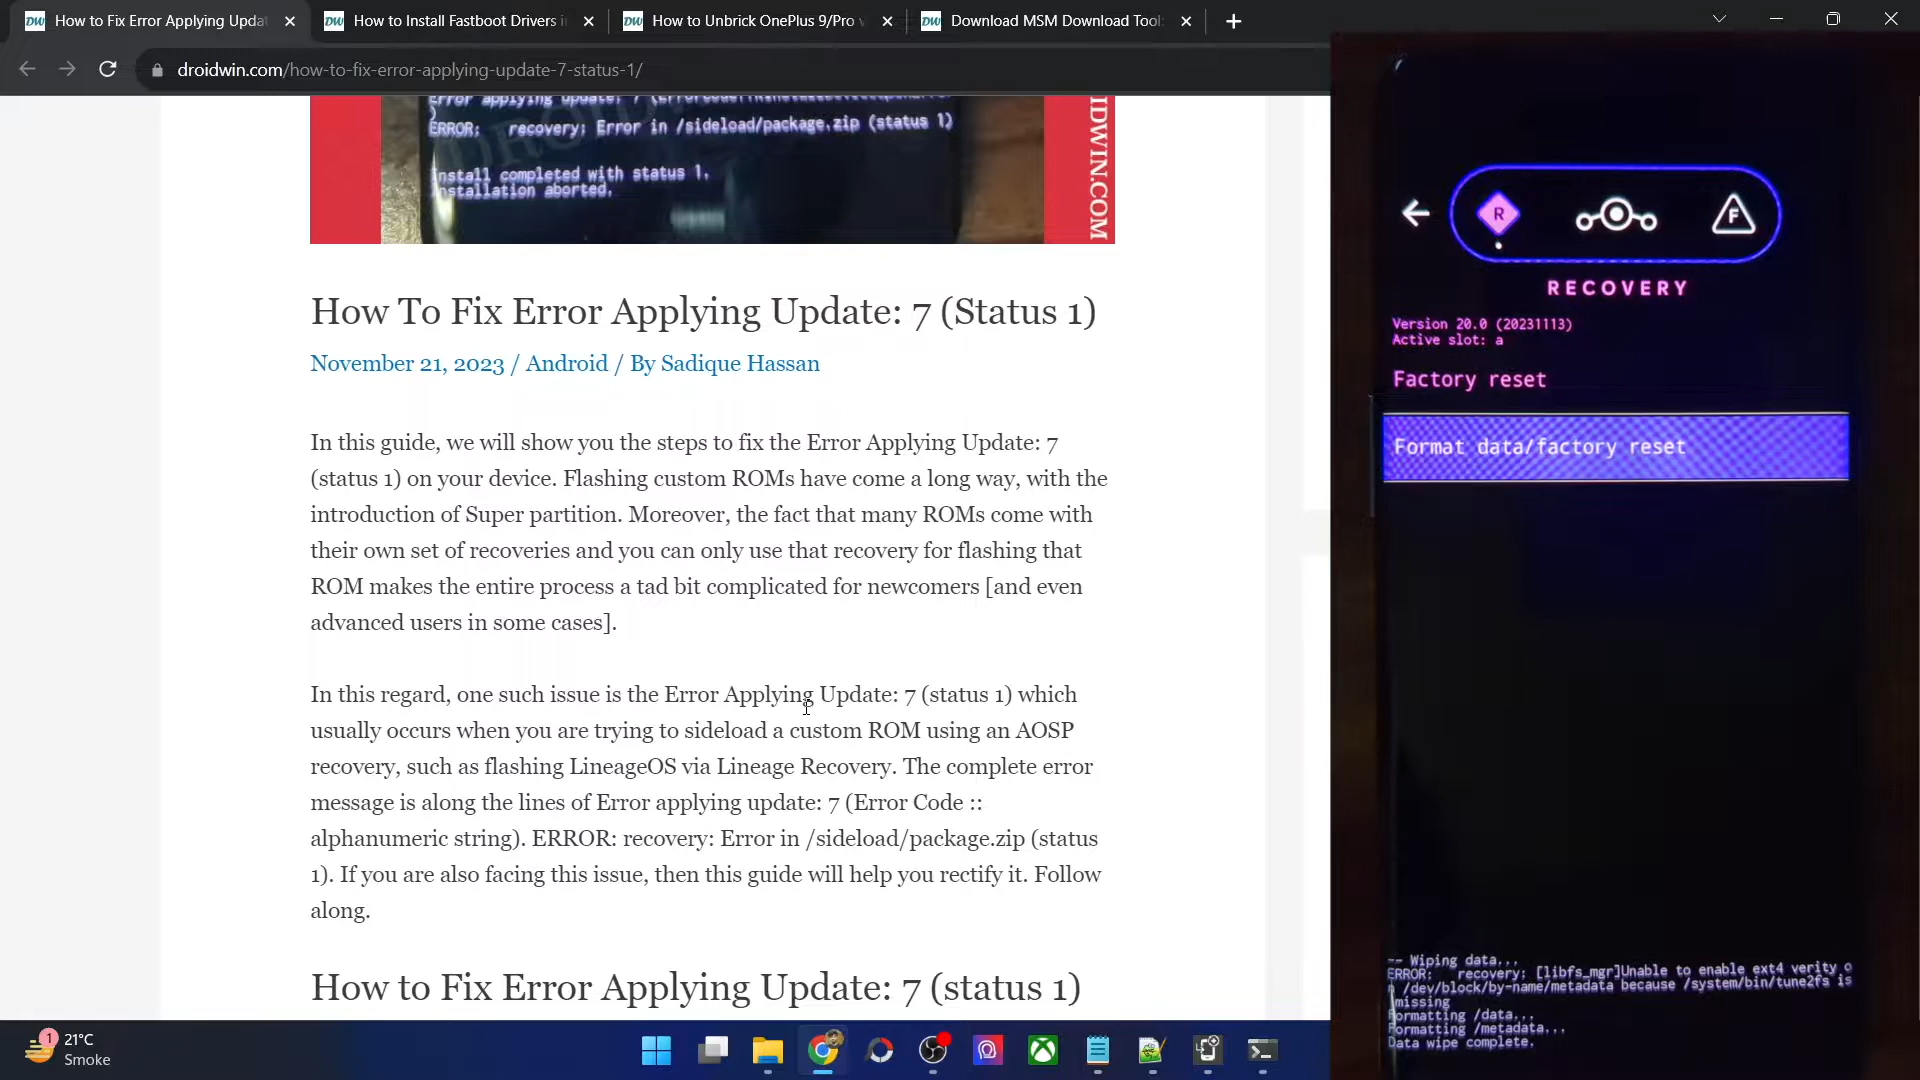 How to Fix Error Applying Updat
How to Install Fastboot Drivers i
How to Unbrick OnePlus 9/Pro v
Download MSM Download Tool
droidwin.com/how-to-fix-error-applying-update-7-status-1/
ERROR: recovery: Error in /sideload/package.zip (status 1)
nstall completed with status 1.
nstallation aborted.
IDWIN.COM
How To Fix Error Applying Update: 7 (Status 1)
November 21, 2023 / Android / By Sadique Hassan
In this guide, we will show you the steps to fix the Error Applying Update: 7
(status 1) on your device. Flashing custom ROMs have come a long way, with the
introduction of Super partition. Moreover, the fact that many ROMs come with
their own set of recoveries and you can only use that recovery for flashing that
ROM makes the entire process a tad bit complicated for newcomers [and even
advanced users in some cases].
In this regard, one such issue is the Error Applying Update: 7 (status 1) which
usually occurs when you are trying to sideload a custom ROM using an AOSP
recovery, such as flashing LineageOS via Lineage Recovery. The complete error
message is along the lines of Error applying update: 7 (Error Code ::
alphanumeric string). ERROR: recovery: Error in /sideload/package.zip (status
1). If you are also facing this issue, then this guide will help you rectify it. Follow
along.
How to Fix Error Applying Update: 7 (status 1)
R
F
RECOVERY
Version 20.0 (20231113)
Active slot: a
Factory reset
Format data/factory reset
-- Wiping data...
ERROR: recovery: [libfs_mgr]Unable to enable ext4 verity o
n /dev/block/by-name/metadata because /system/bin/tune2fs is
missing
Formatting /data...
Formatting /metadata...
Data wipe complete.
1
21°C
Smoke